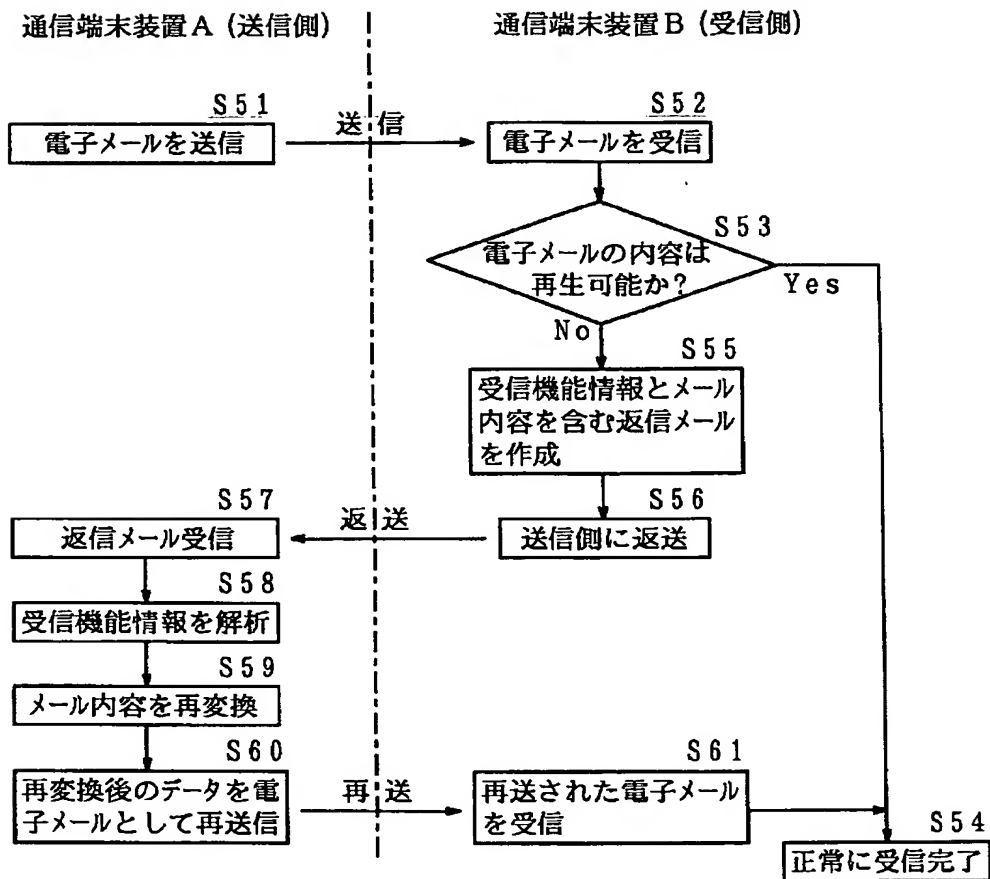 通信端末装置A（送信側）
通信端末装置B（受信側）
S51
電子メールを送信
送信
S52
電子メールを受信
S53
電子メールの内容は
再生可能か？
Yes
No
S55
受信機能情報とメール
内容を含む返信メール
を作成
S56
送信側に返送
返送
S57
返信メール受信
S58
受信機能情報を解析
S59
メール内容を再変換
S60
再変換後のデータを電
子メールとして再送信
再送
S61
再送された電子メール
を受信
S54
正常に受信完了